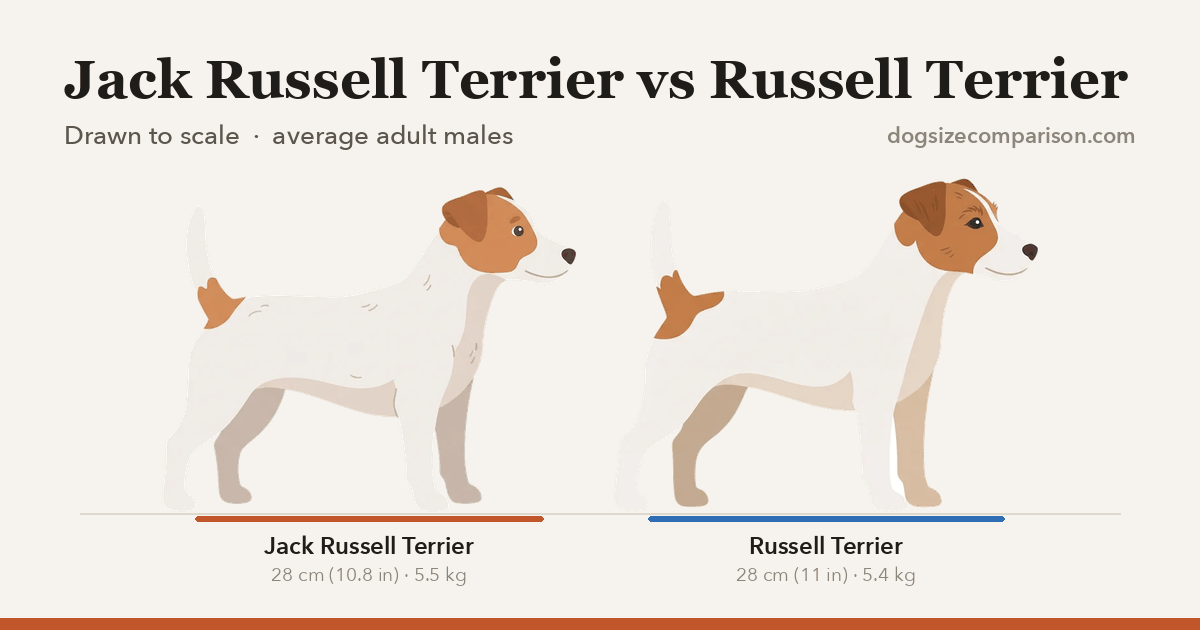 Jack Russell Terrier vs Russell Terrier
Drawn to scale · average adult males
dogsizecomparison.com
Jack Russell Terrier
28 cm (10.8 in) · 5.5 kg
Russell Terrier
28 cm (11 in) · 5.4 kg